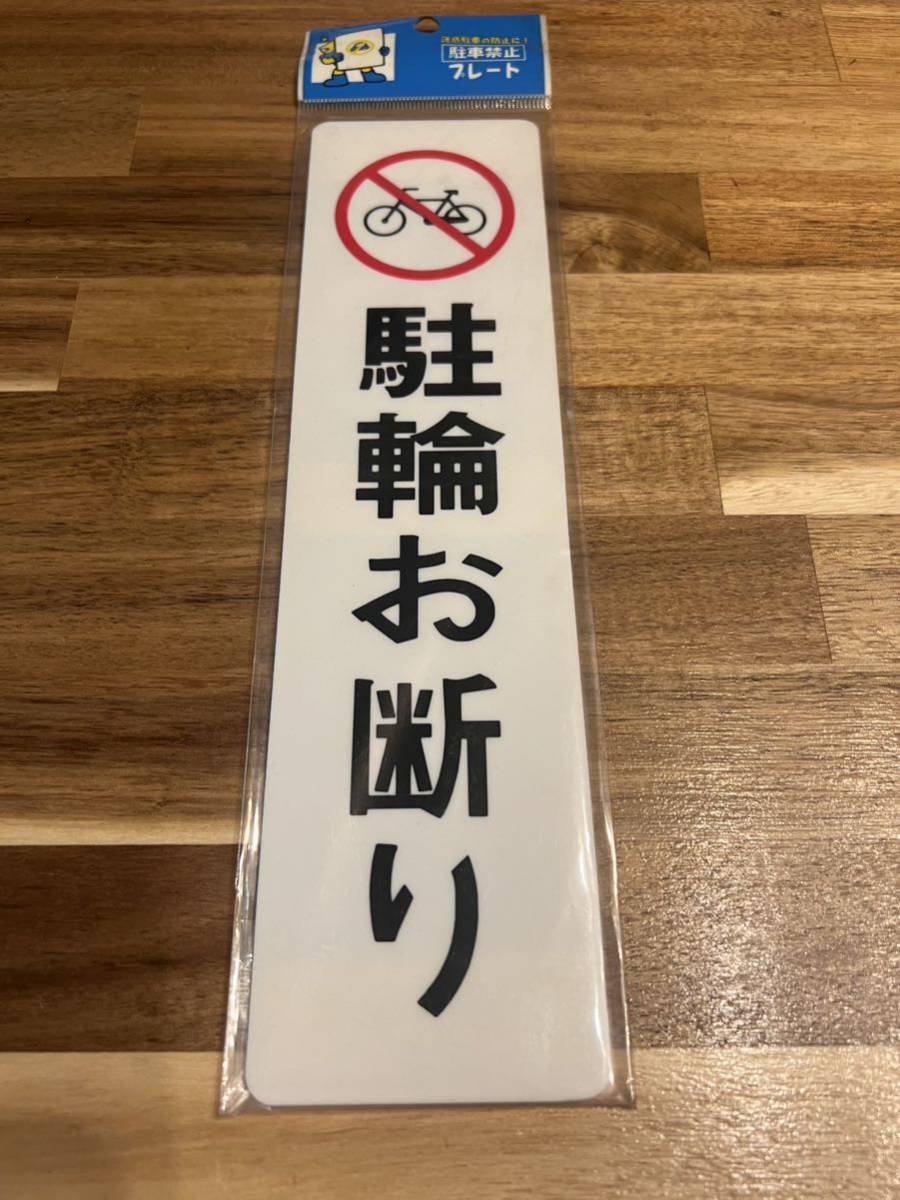 迷惑駐車の防止に!
駐車禁止
プレート
駐輪お断り